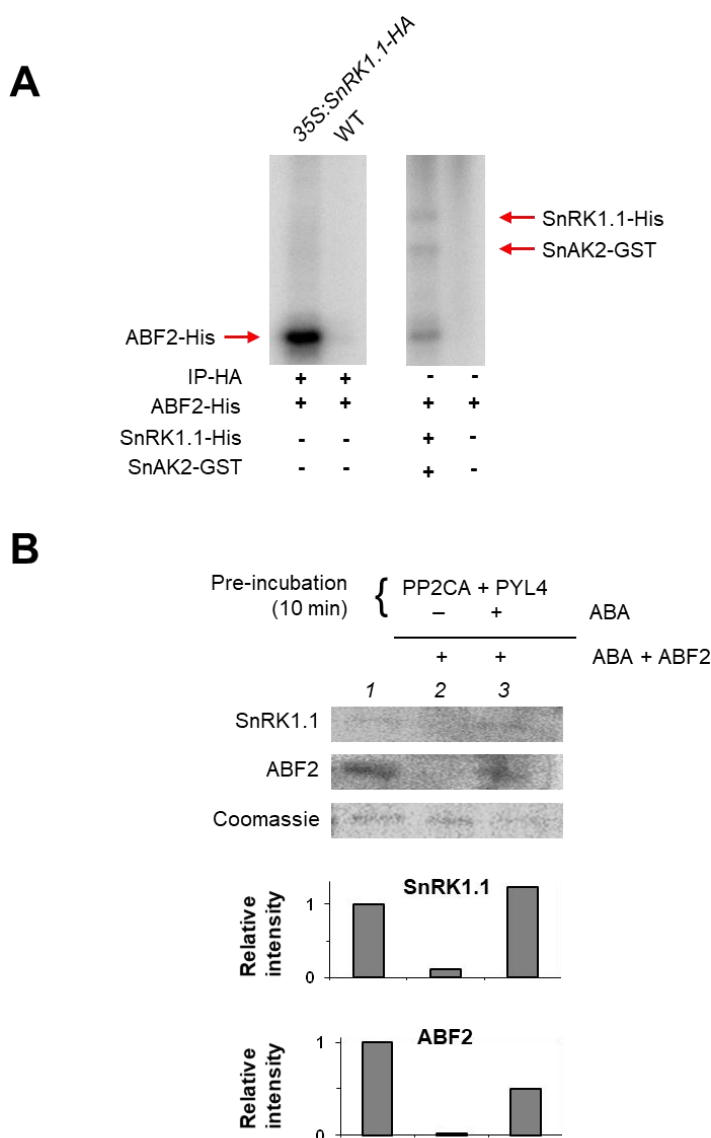 A
35S:SnRK1.1-HA
WT
SnRK1.1-His
SnAK2-GST
ABF2-His
IP-HA + + - -
ABF2-His + + + +
SnRK1.1-His - - + -
SnAK2-GST - - + -
B
Pre-incubation
(10 min)
{
PP2CA + PYL4
– + ABA
+ + ABA + ABF2
1 2 3
SnRK1.1
ABF2
Coomassie
SnRK1.1
Relative
intensity
1
0
ABF2
Relative
intensity
1
0